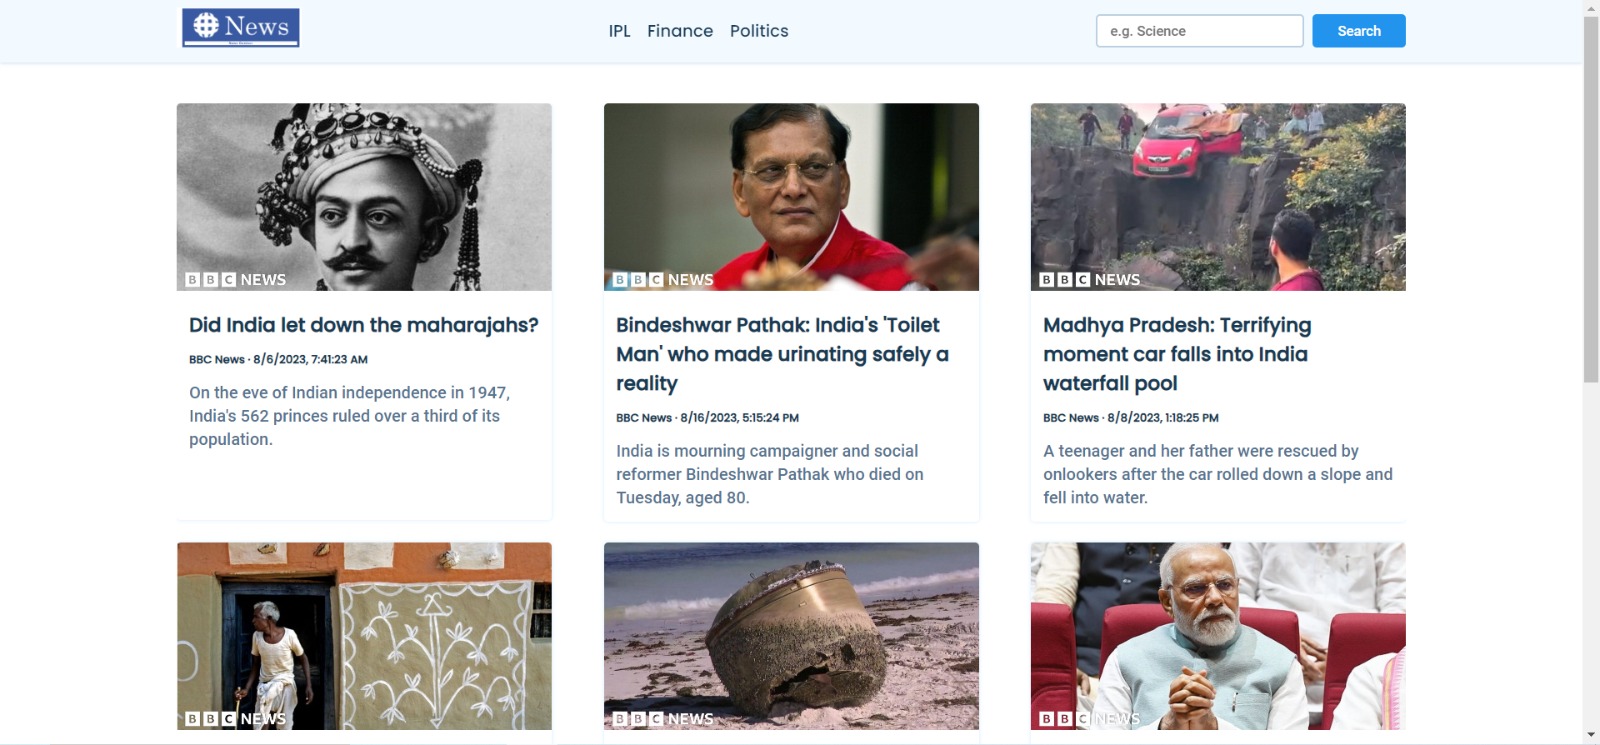 News
IPL Finance Politics
e.g. Science
Search
BBC NEWS
BBC NEWS
BBC NEWS
Did India let down the maharajahs?
BBC News · 8/6/2023, 7:41:23 AM
On the eve of Indian independence in 1947,
India's 562 princes ruled over a third of its
population.
Bindeshwar Pathak: India's 'Toilet
Man' who made urinating safely a
reality
BBC News · 8/16/2023, 5:15:24 PM
India is mourning campaigner and social
reformer Bindeshwar Pathak who died on
Tuesday, aged 80.
Madhya Pradesh: Terrifying
moment car falls into India
waterfall pool
BBC News · 8/8/2023, 1:18:25 PM
A teenager and her father were rescued by
onlookers after the car rolled down a slope and
fell into water.
BBC NEWS
BBC NEWS
BBC NEWS